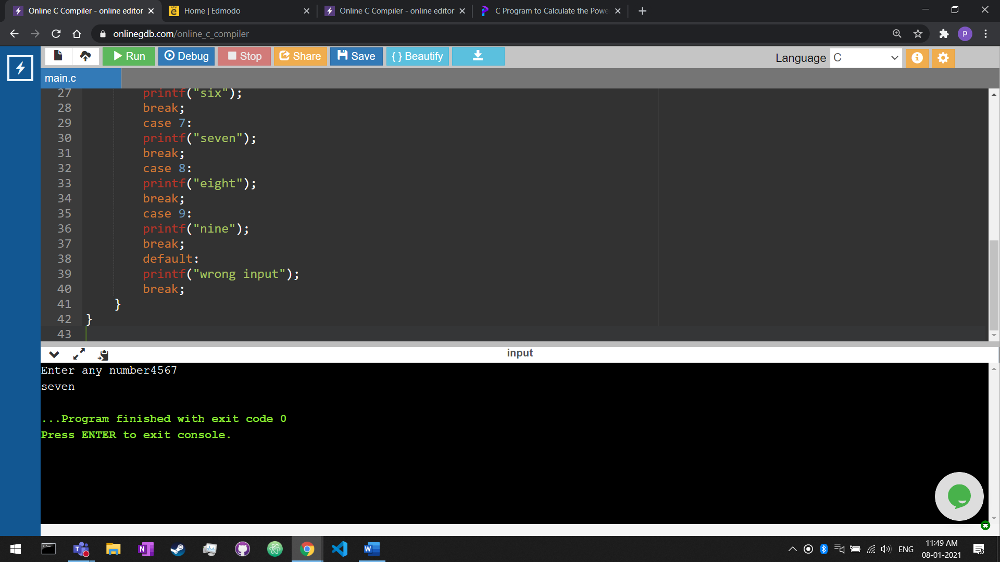 Online C Compiler - online editor
Home | Edmodo
Online C Compiler - online editor
C Program to Calculate the Powe
onlinegdb.com/online_c_compiler
P
Run
Debug
Stop
Share
Save
{ } Beautify
Language
C
main.c
27 printf("six");
28 break;
29 case 7:
30 printf("seven");
31 break;
32 case 8:
33 printf("eight");
34 break;
35 case 9:
36 printf("nine");
37 break;
38 default:
39 printf("wrong input");
40 break;
41 }
42 }
43
input
Enter any number4567
seven
...Program finished with exit code 0
Press ENTER to exit console.
ENG
11:49 AM
08-01-2021